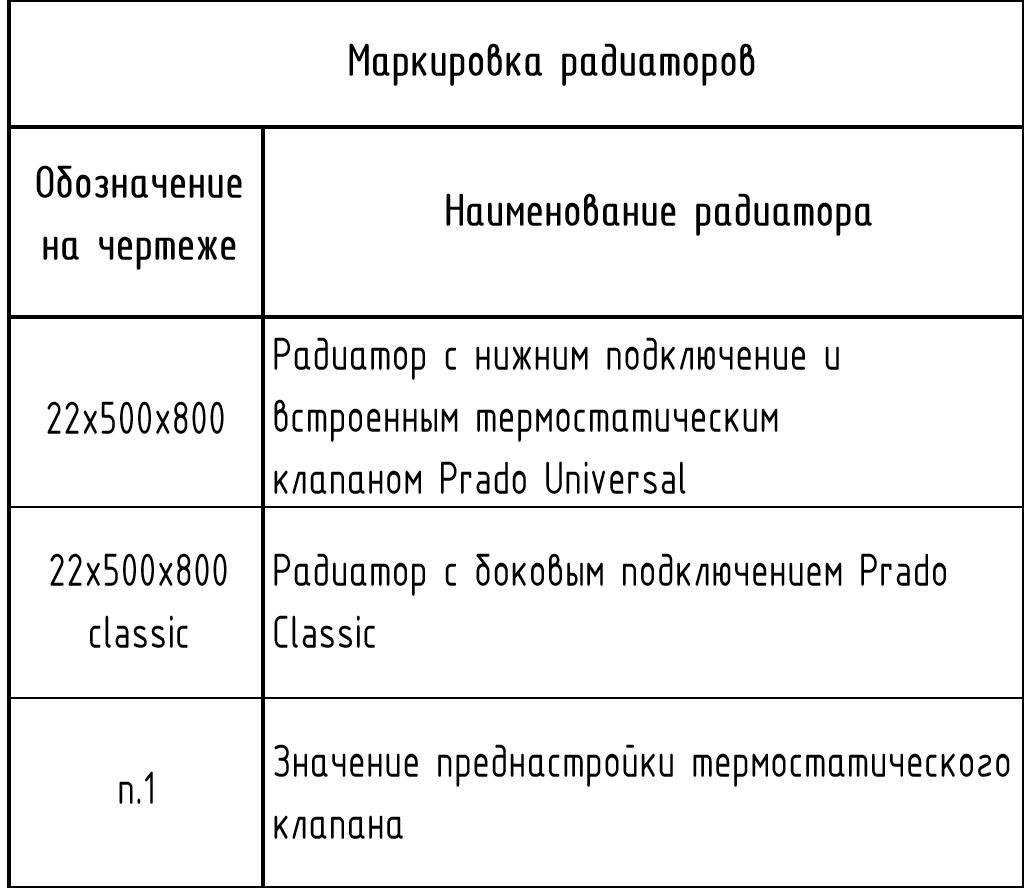 Маркировка радиаторов
Обозначение
на чертеже
Наименование радиатора
22x500x800
Радиатор с нижним подключение и
встроенным термостатическим
клапаном Prado Universal
22x500x800
classic
Радиатор с боковым подключением Prado
Classic
п.1
Значение преднастройки термостатического
клапана